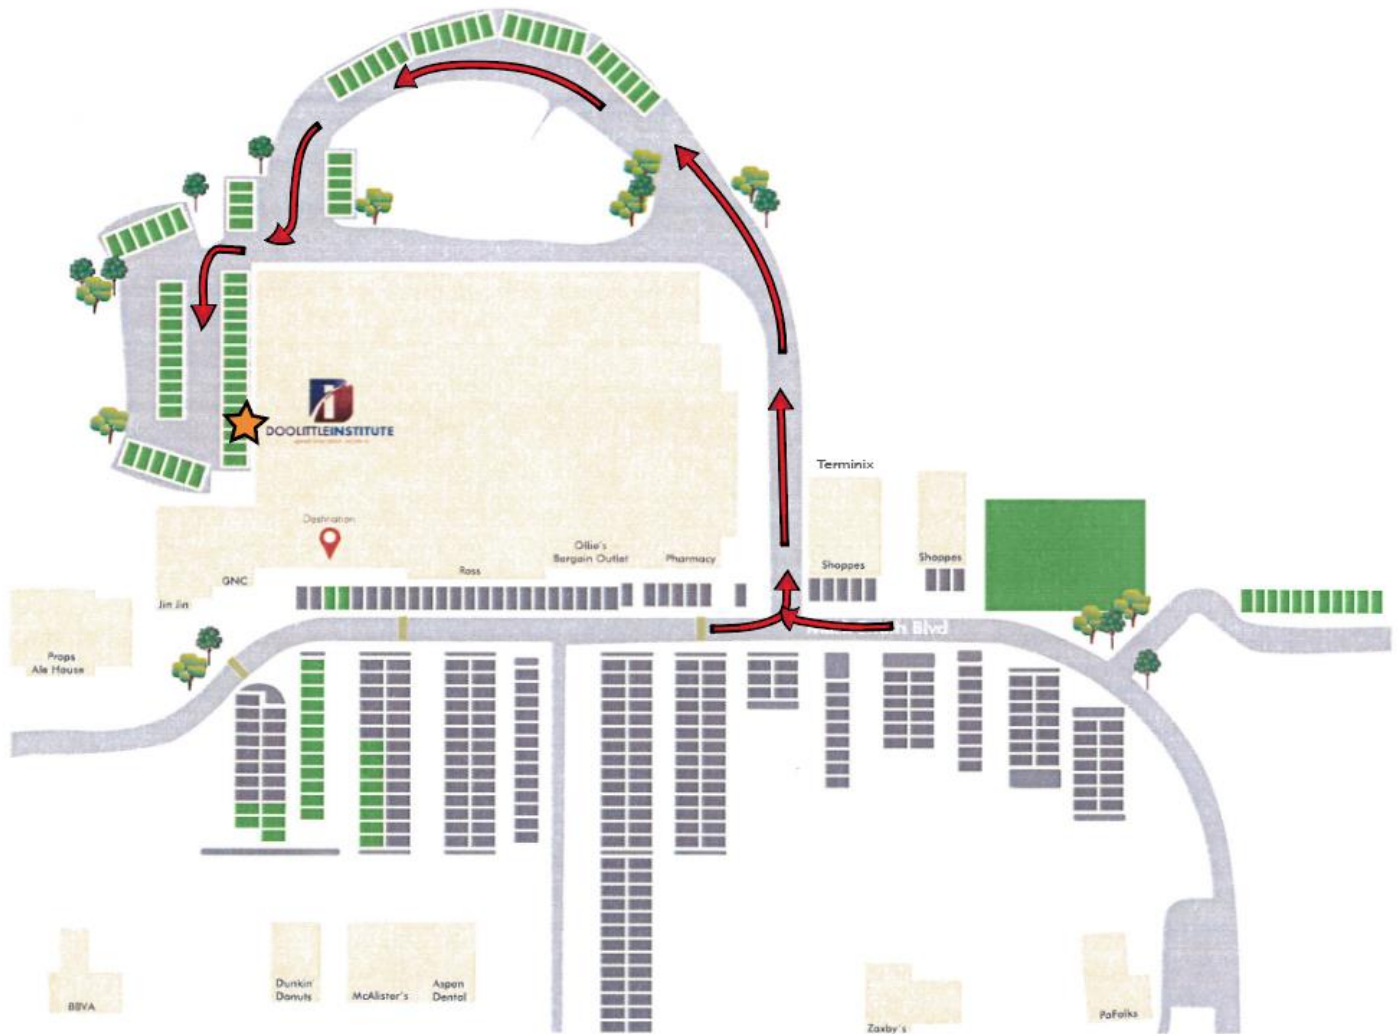 DOOLITTLEINSTITUTE
Terminix
Destination
Ollie's
Bargain Outlet
Pharmacy
Shoppes
Shoppes
Ross
GNC
Jin Jin
Blvd
Props
Ale House
Dunkin'
Donuts
McAlister's
Aspen
Dental
BBVA
Zaxby's
PoFolks